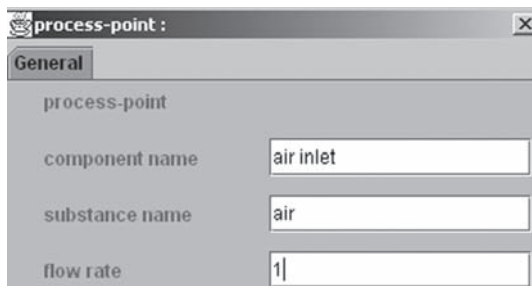 process-point :
General
process-point
component name air inlet
substance name air
flow rate 1